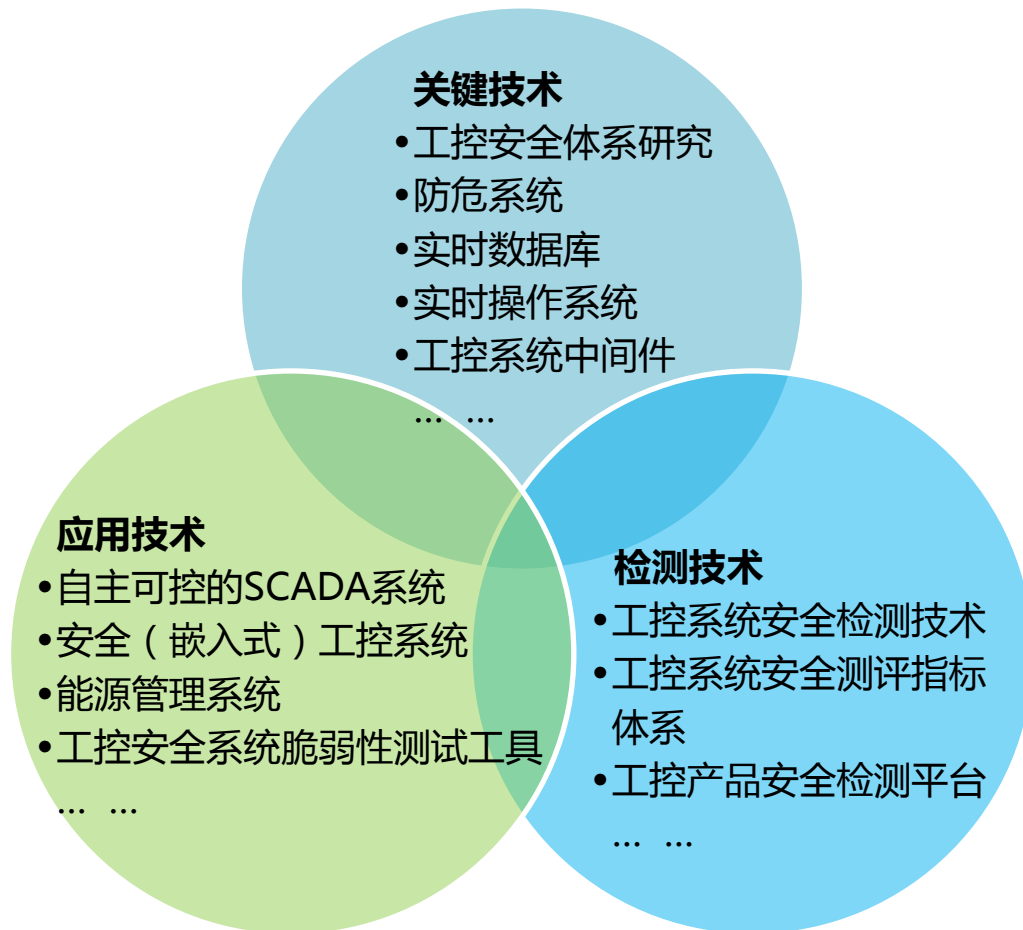 关键技术
•工控安全体系研究
•防危系统
•实时数据库
•实时操作系统
•工控系统中间件
... ...
应用技术
•自主可控的SCADA系统
•安全（嵌入式）工控系统
•能源管理系统
•工控安全系统脆弱性测试工具
... ...
检测技术
•工控系统安全检测技术
•工控系统安全测评指标
体系
•工控产品安全检测平台
... ...